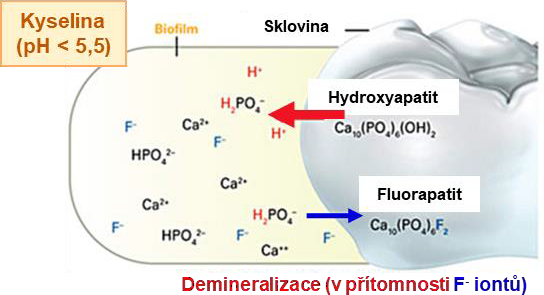 Kyselina
(pH < 5,5)
Biofilm
Sklovina
H⁺
H₂PO₄⁻
Hydroxyapatit
F⁻
Ca²⁺
H⁺
Ca₁₀(PO₄)₆(OH)₂
F⁻
HPO₄²⁻
Ca²⁺
Fluorapatit
Ca²⁺
H₂PO₄⁻
Ca₁₀(PO₄)₆F₂
F⁻
HPO₄²⁻
F⁻
F⁻
Ca⁺⁺
Demineralizace (v přítomnosti F⁻ iontů)